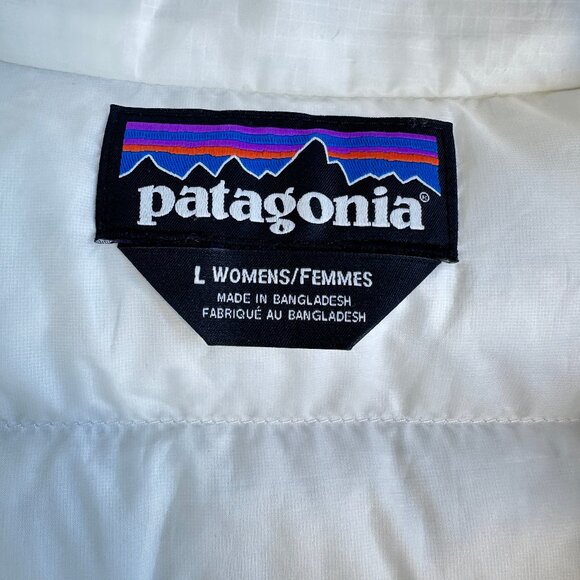 patagonia®
L WOMENS/FEMMES
MADE IN BANGLADESH
FABRIQUÉ AU BANGLADESH